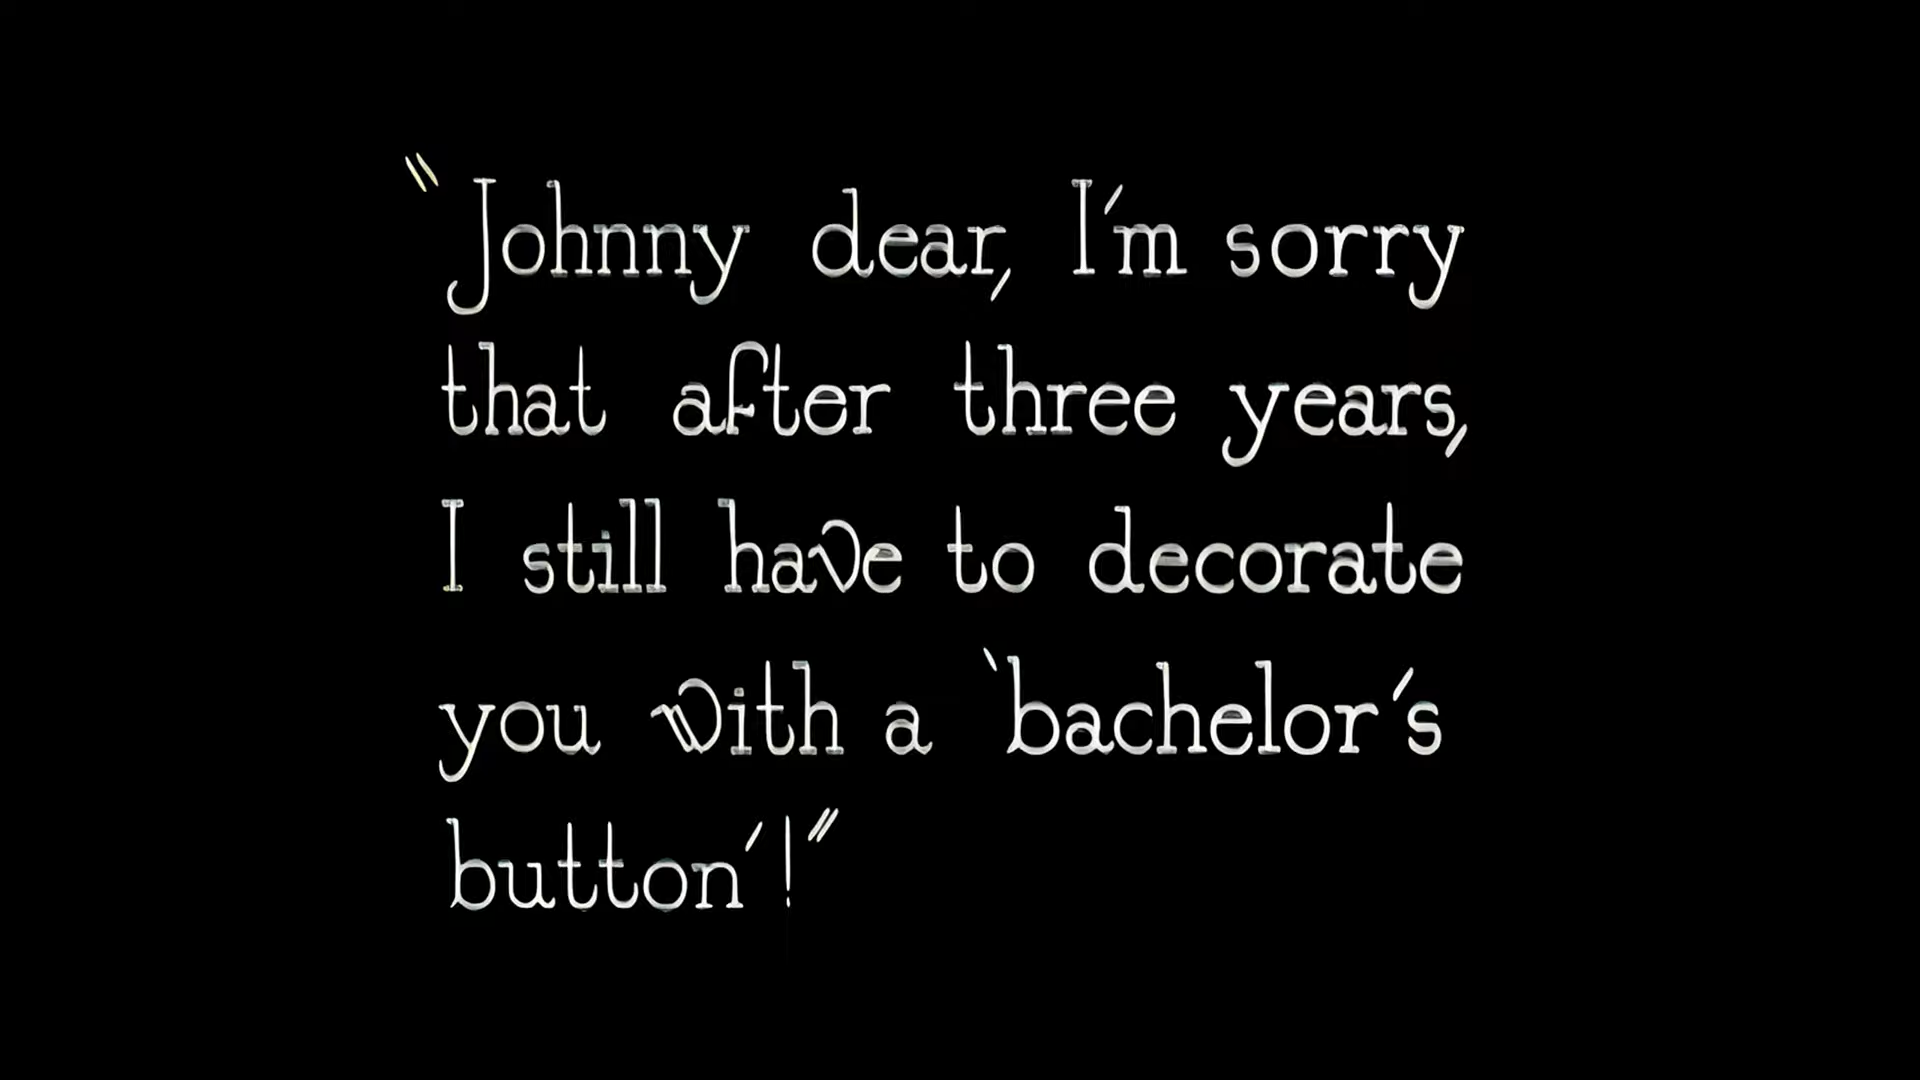 "Johnny dear, I'm sorry
that after three years,
I still have to decorate
you with a 'bachelor's
button'!"